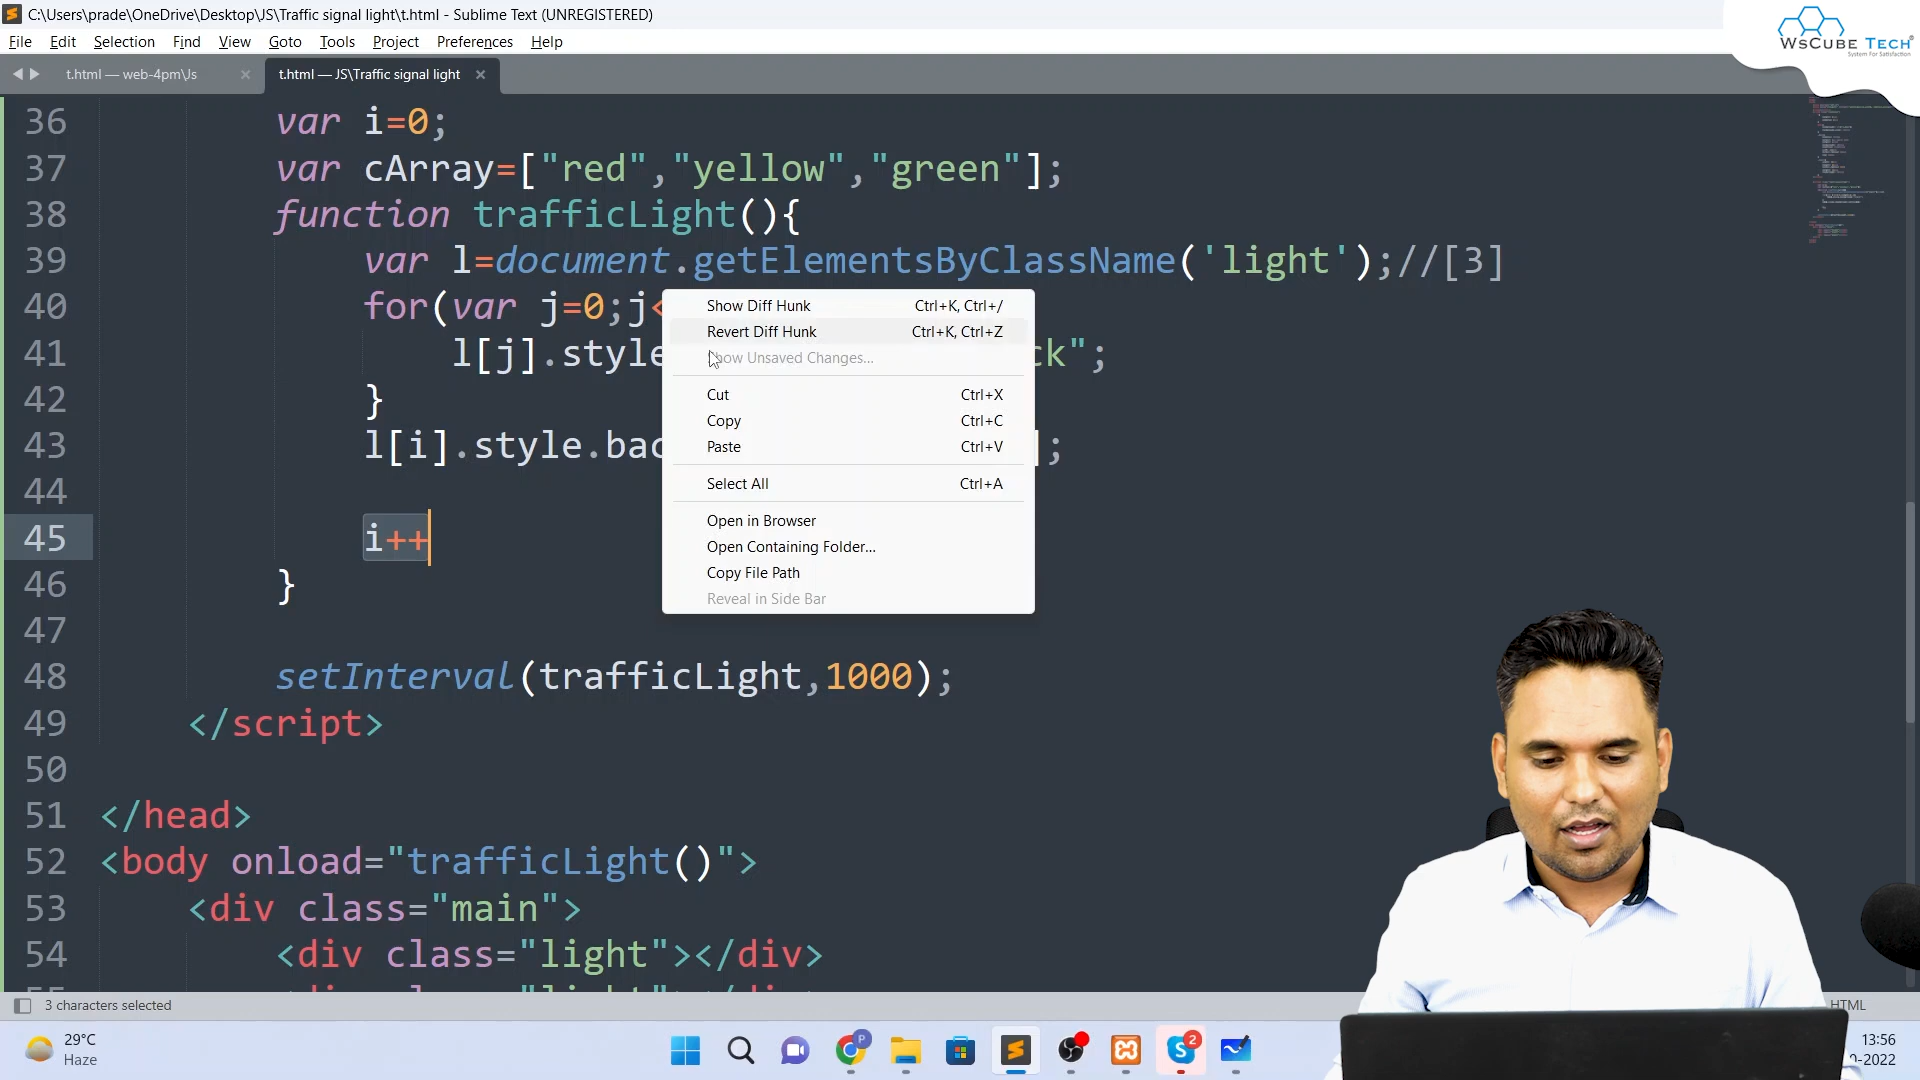 C:\Users\prade\OneDrive\Desktop\JS\Traffic signal light\t.html - Sublime Text (UNREGISTERED)
File Edit Selection Find View Goto Tools Project Preferences Help
WsCube Tech
System For Satisfaction
t.html — web-4pm\Js
t.html — JS\Traffic signal light
36 var i=0;
37 var cArray=["red","yellow","green"];
38 function trafficLight(){
39 var l=document.getElementsByClassName('light');//[3]
40 for(var j=0;j<
41 l[j].style ck";
42 }
43 l[i].style.bac ];
44
45 i++
46 }
47
48 setInterval(trafficLight,1000);
49 </script>
50
51 </head>
52 <body onload="trafficLight()">
53 <div class="main">
54 <div class="light"></div>
Show Diff Hunk Ctrl+K, Ctrl+/
Revert Diff Hunk Ctrl+K, Ctrl+Z
Show Unsaved Changes...
Cut Ctrl+X
Copy Ctrl+C
Paste Ctrl+V
Select All Ctrl+A
Open in Browser
Open Containing Folder...
Copy File Path
Reveal in Side Bar
3 characters selected
HTML
29°C
Haze
P
2
13:56
-2022